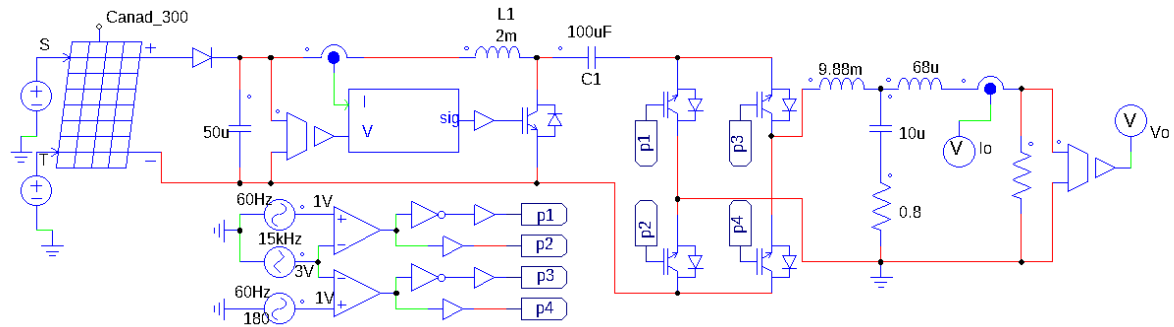 Canad_300
S
+
T
−
50u
I
V
sig
L1
2m
100uF
C1
p1
p3
p2
p4
9.88m
68u
10u
0.8
V
Io
V
Vo
60Hz
1V
15kHz
3V
60Hz
180
1V
+
−
−
+
p1
p2
p3
p4